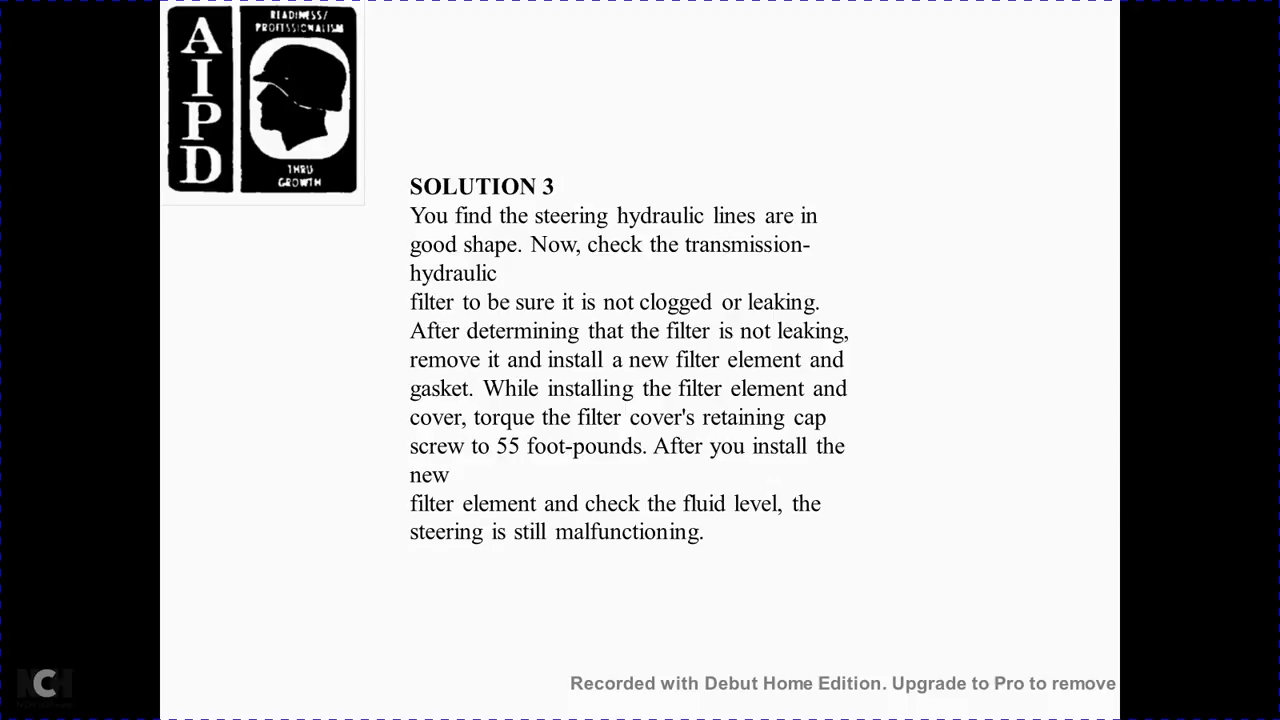 AIPD
READINESS/
PROFESSIONALISM
THRU
GROWTH
SOLUTION 3
You find the steering hydraulic lines are in
good shape. Now, check the transmission-
hydraulic
filter to be sure it is not clogged or leaking.
After determining that the filter is not leaking,
remove it and install a new filter element and
gasket. While installing the filter element and
cover, torque the filter cover's retaining cap
screw to 55 foot-pounds. After you install the
new
filter element and check the fluid level, the
steering is still malfunctioning.
NCH
Recorded with Debut Home Edition. Upgrade to Pro to remove